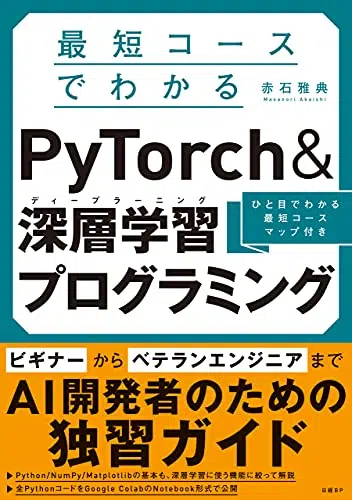 最短コース
でわかる
赤石雅典
Masanori Akaishi
PyTorch &
ディープラーニング
深層学習
プログラミング
ひと目でわかる
最短コース
マップ付き
ビギナーからベテランエンジニアまで
AI開発者のための
独習ガイド
▶Python/NumPy/Matplotlibの基本も、深層学習に使う機能に絞って解説
▶全PythonコードをGoogle ColabのNotebook形式で公開
日経BP